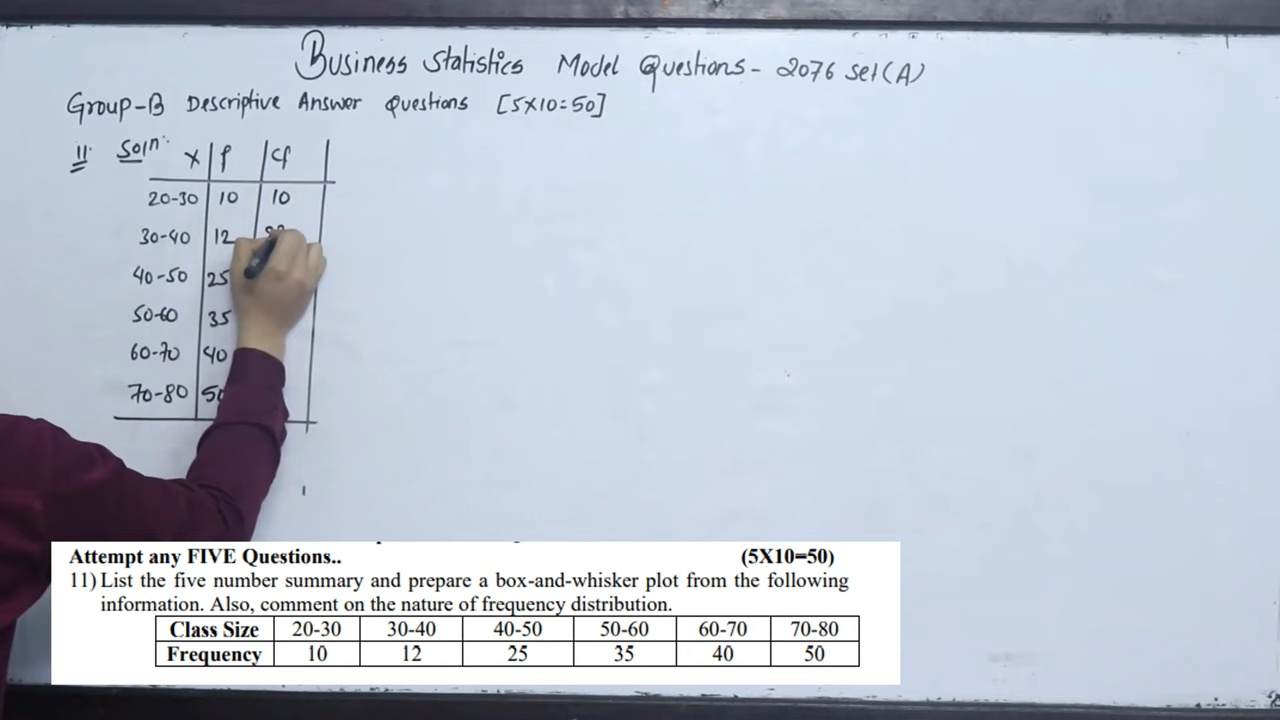 Business Statistics Model Questions - 2076 Set (A)
Group-B Descriptive Answer Questions [5X10=50]
11. Soln:
X f cf
20-30 10 10
30-40 12
40-50 25
50-60 35
60-70 40
70-80 50
Attempt any FIVE Questions.. (5X10=50)
11) List the five number summary and prepare a box-and-whisker plot from the following
information. Also, comment on the nature of frequency distribution.
Class Size 20-30 30-40 40-50 50-60 60-70 70-80
Frequency 10 12 25 35 40 50